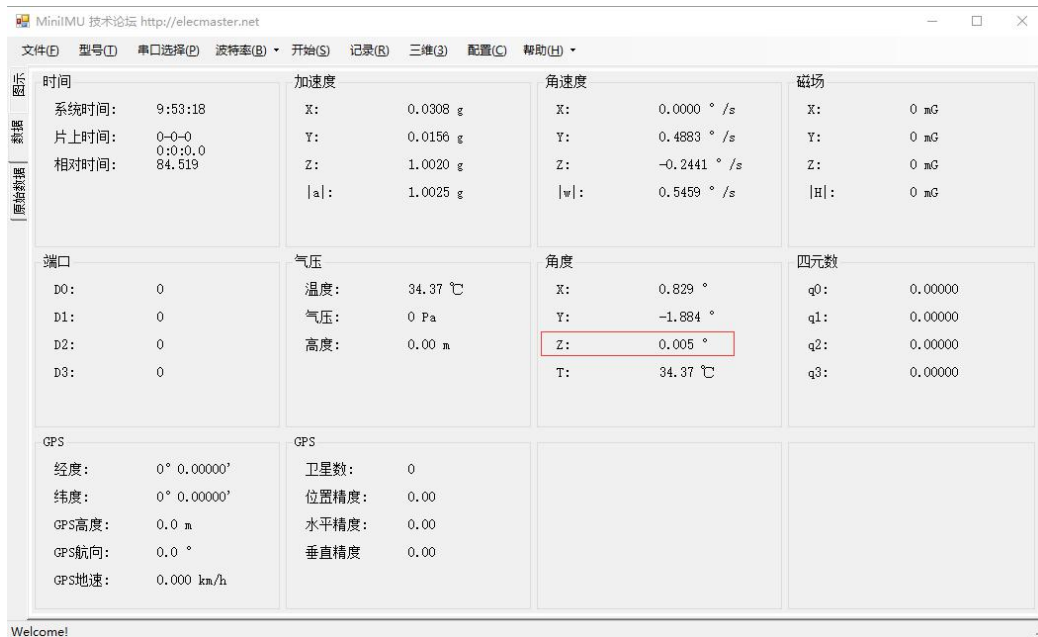 MiniIMU 技术论坛 http://elecmaster.net
文件(F) 型号(T) 串口选择(P) 波特率(B) 开始(S) 记录(R) 三维(3) 配置(C) 帮助(H)
图示
数据
原始数据
时间
系统时间: 9:53:18
片上时间: 0-0-0
0:0:0.0
相对时间: 84.519
加速度
X: 0.0308 g
Y: 0.0156 g
Z: 1.0020 g
|a|: 1.0025 g
角速度
X: 0.0000 °/s
Y: 0.4883 °/s
Z: -0.2441 °/s
|w|: 0.5459 °/s
磁场
X: 0 mG
Y: 0 mG
Z: 0 mG
|H|: 0 mG
端口
D0: 0
D1: 0
D2: 0
D3: 0
气压
温度: 34.37 ℃
气压: 0 Pa
高度: 0.00 m
角度
X: 0.829 °
Y: -1.884 °
Z: 0.005 °
T: 34.37 ℃
四元数
q0: 0.00000
q1: 0.00000
q2: 0.00000
q3: 0.00000
GPS
经度: 0° 0.00000'
纬度: 0° 0.00000'
GPS高度: 0.0 m
GPS航向: 0.0 °
GPS地速: 0.000 km/h
GPS
卫星数: 0
位置精度: 0.00
水平精度: 0.00
垂直精度 0.00
Welcome!